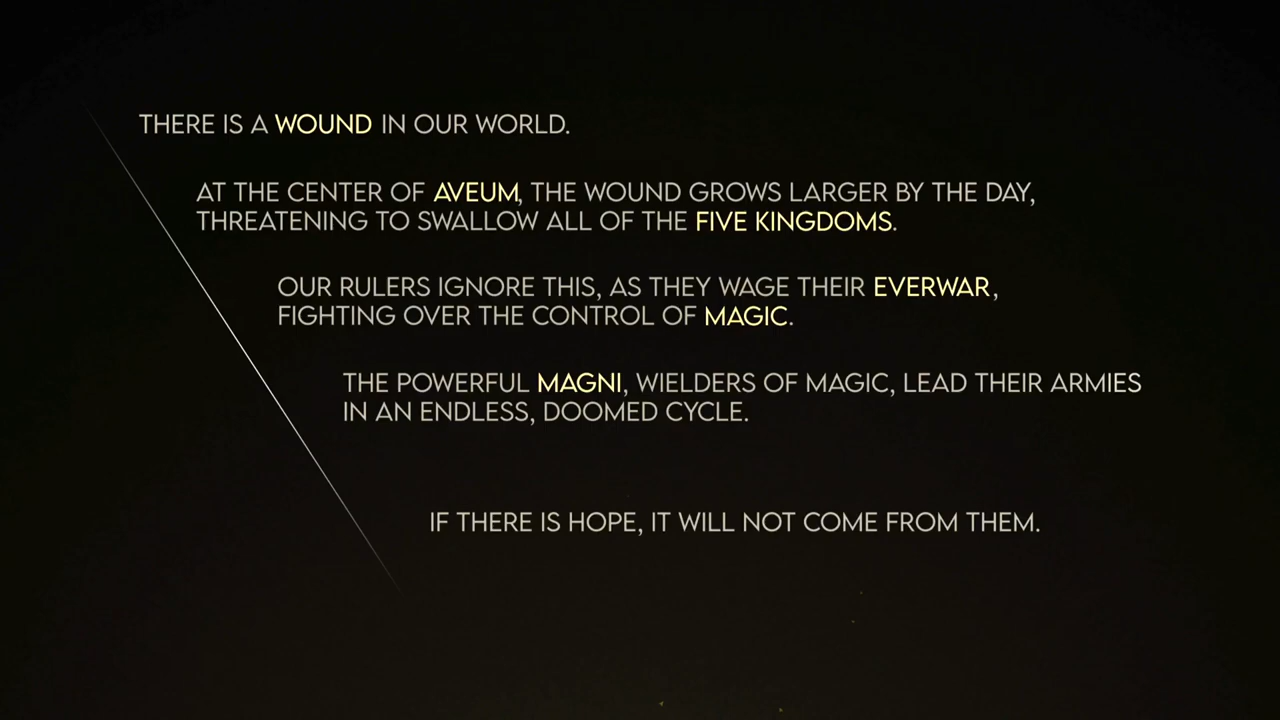 THERE IS A WOUND IN OUR WORLD.
AT THE CENTER OF AVEUM, THE WOUND GROWS LARGER BY THE DAY,
THREATENING TO SWALLOW ALL OF THE FIVE KINGDOMS.
OUR RULERS IGNORE THIS, AS THEY WAGE THEIR EVERWAR,
FIGHTING OVER THE CONTROL OF MAGIC.
THE POWERFUL MAGNI, WIELDERS OF MAGIC, LEAD THEIR ARMIES
IN AN ENDLESS, DOOMED CYCLE.
IF THERE IS HOPE, IT WILL NOT COME FROM THEM.